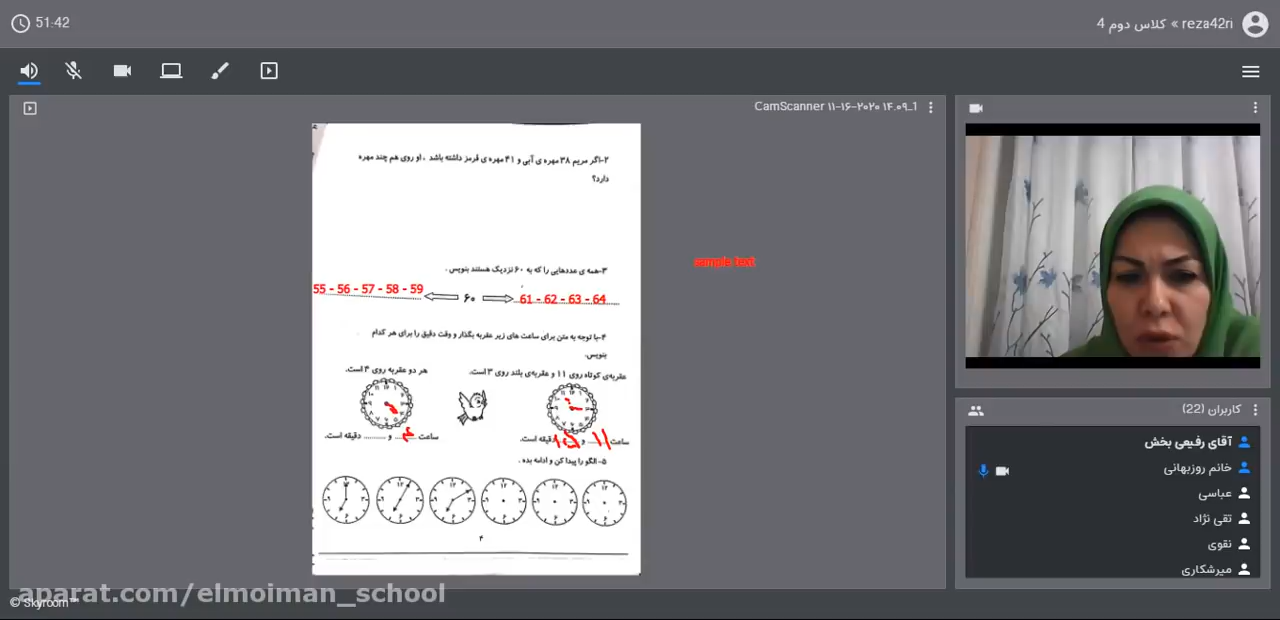 51:42
reza42ri » کلاس دوم 4
CamScanner ۱۱-۱۶-۲۰۲۰ ۱۴.۰۹_1
۲-اگر مریم ۳۸ مهره ی آبی و ۴۱ مهره ی قرمز داشته باشد ، او روی هم چند مهره
دارد؟
sample text
۳-همه ی عددهایی را که به ۶۰ نزدیک هستند بنویس .
55 - 56 - 57 - 58 - 59 ۶۰ 61 - 62 - 63 - 64
۴-با توجه به متن برای ساعت های زیر عقربه بگذار و وقت دقیق را برای هر کدام
بنویس.
عقربه‌ی کوتاه روی ۱۱ و عقربه‌ی بلند روی ۳ است.
هر دو عقربه روی ۴ است.
ساعت ۱۱ و ۱۵ دقیقه است.
ساعت ۴ و .......... دقیقه است.
۵- الگو را پیدا کن و ادامه بده .
۴
کاربران (22)
آقای رفیعی بخش
خانم روزبهانی
عباسی
تقی نژاد
نقوی
میرشکاری
aparat.com/elmoiman_school
© Skyroom™